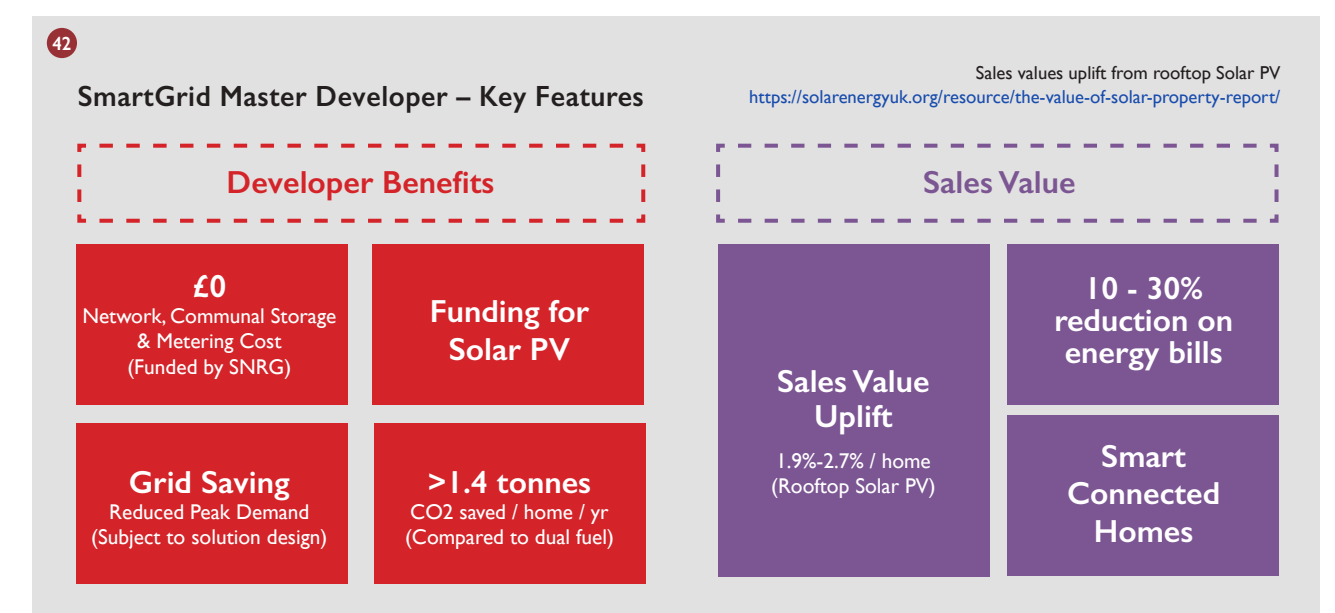 42
SmartGrid Master Developer – Key Features
Sales values uplift from rooftop Solar PV
https://solarenergyuk.org/resource/the-value-of-solar-property-report/
Developer Benefits
£0
Network, Communal Storage
& Metering Cost
(Funded by SNRG)
Funding for
Solar PV
Grid Saving
Reduced Peak Demand
(Subject to solution design)
>1.4 tonnes
CO2 saved / home / yr
(Compared to dual fuel)
Sales Value
Sales Value
Uplift
1.9%-2.7% / home
(Rooftop Solar PV)
10 - 30%
reduction on
energy bills
Smart
Connected
Homes